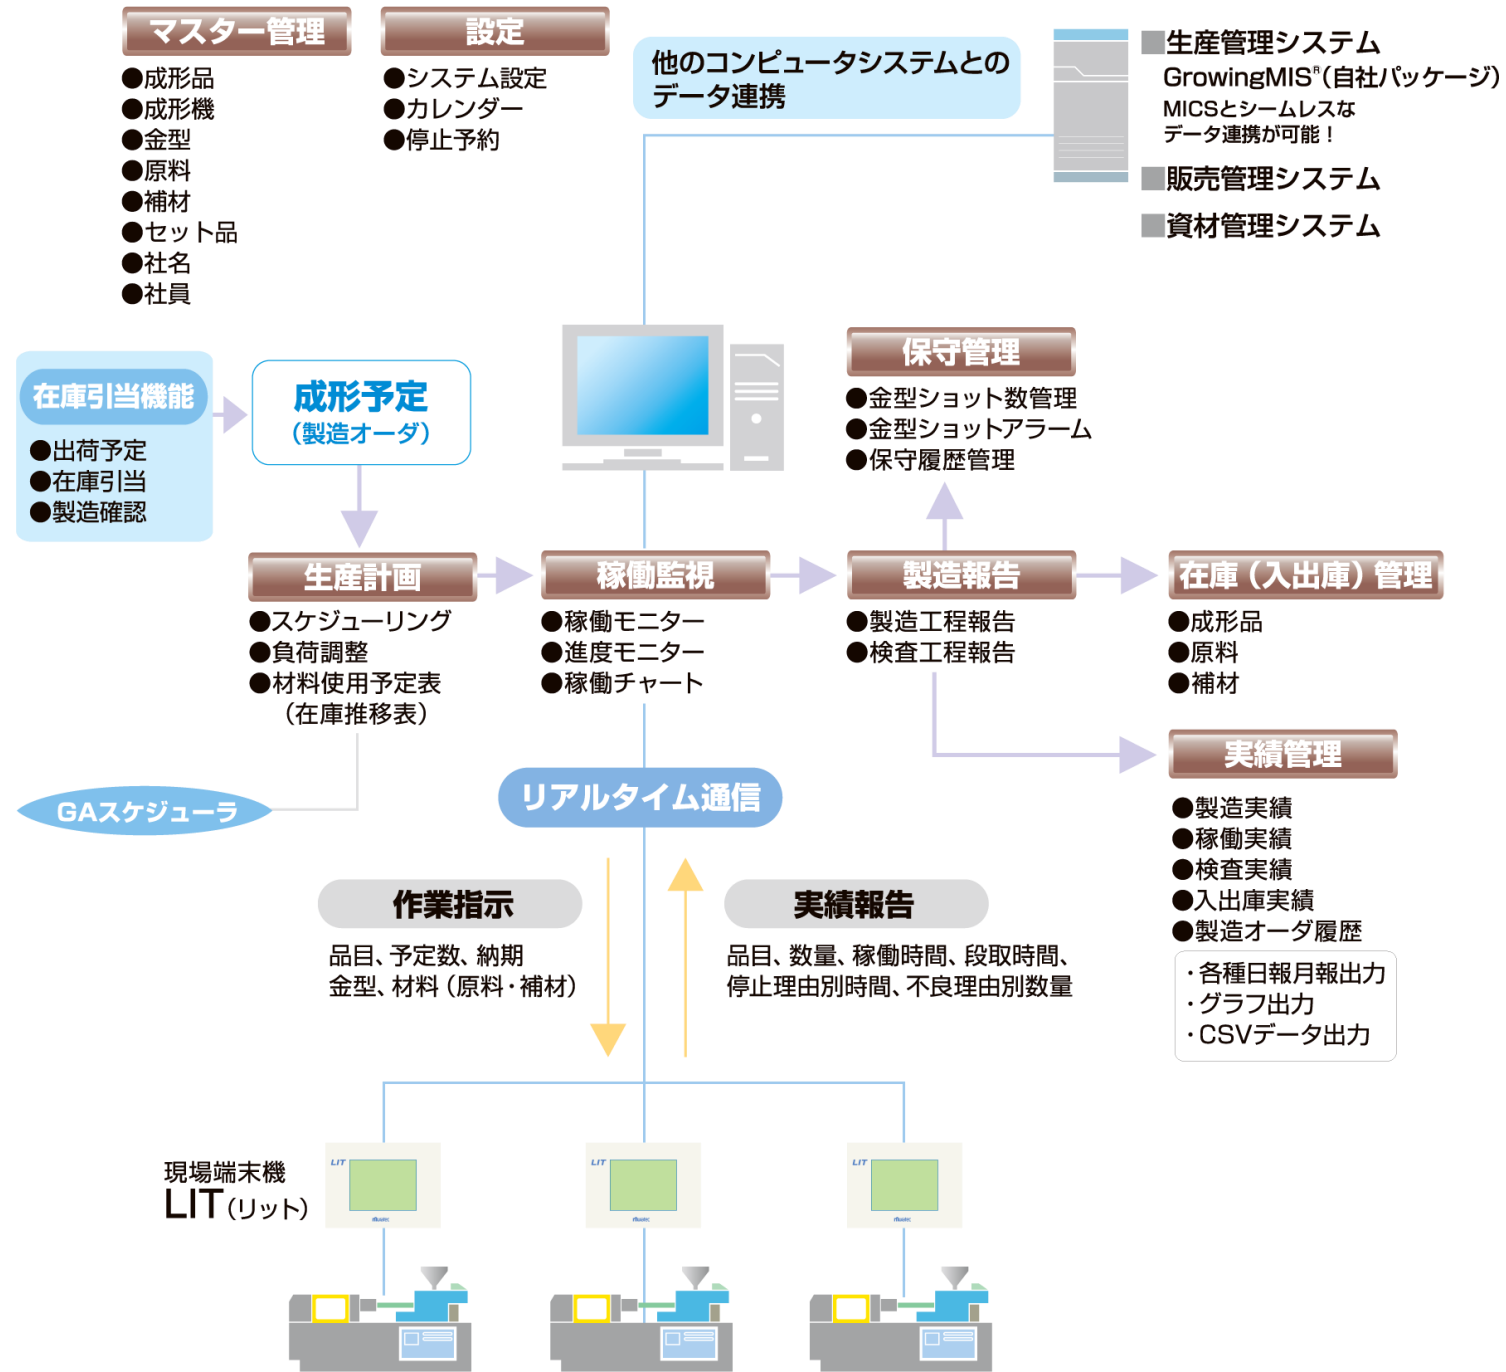 マスター管理
●成形品
●成形機
●金型
●原料
●補材
●セット品
●社名
●社員
設定
●システム設定
●カレンダー
●停止予約
他のコンピュータシステムとの
データ連携
■生産管理システム
GrowingMIS®（自社パッケージ）
MICSとシームレスな
データ連携が可能！
■販売管理システム
■資材管理システム
在庫引当機能
●出荷予定
●在庫引当
●製造確認
成形予定
（製造オーダ）
保守管理
●金型ショット数管理
●金型ショットアラーム
●保守履歴管理
生産計画
●スケジューリング
●負荷調整
●材料使用予定表
（在庫推移表）
稼働監視
●稼働モニター
●進度モニター
●稼働チャート
製造報告
●製造工程報告
●検査工程報告
在庫（入出庫）管理
●成形品
●原料
●補材
実績管理
●製造実績
●稼働実績
●検査実績
●入出庫実績
●製造オーダ履歴
・各種日報月報出力
・グラフ出力
・CSVデータ出力
GAスケジューラ
リアルタイム通信
作業指示
品目、予定数、納期
金型、材料（原料・補材）
実績報告
品目、数量、稼働時間、段取時間、
停止理由別時間、不良理由別数量
現場端末機
LIT（リット）
LIT
LIT
LIT